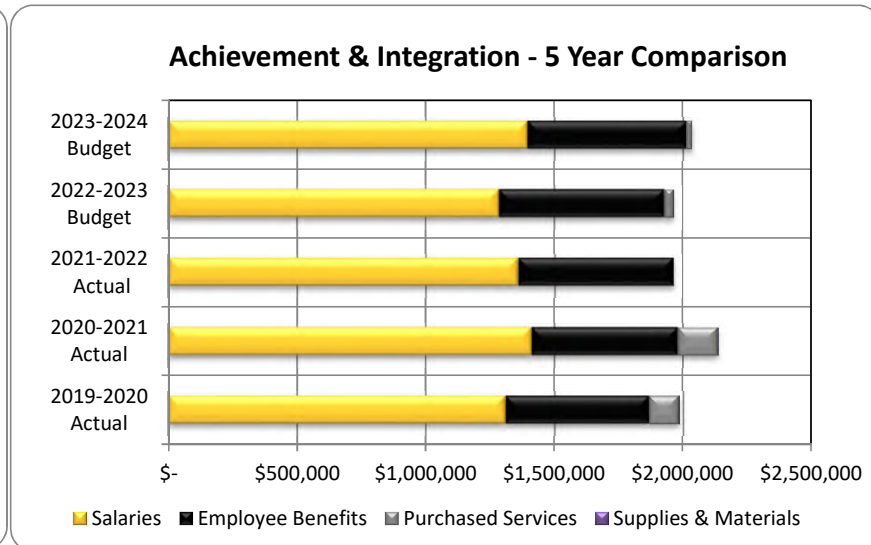 Achievement & Integration - 5 Year Comparison
2023-2024
Budget
2022-2023
Budget
2021-2022
Actual
2020-2021
Actual
2019-2020
Actual
$- $500,000 $1,000,000 $1,500,000 $2,000,000 $2,500,000
Salaries Employee Benefits Purchased Services Supplies & Materials